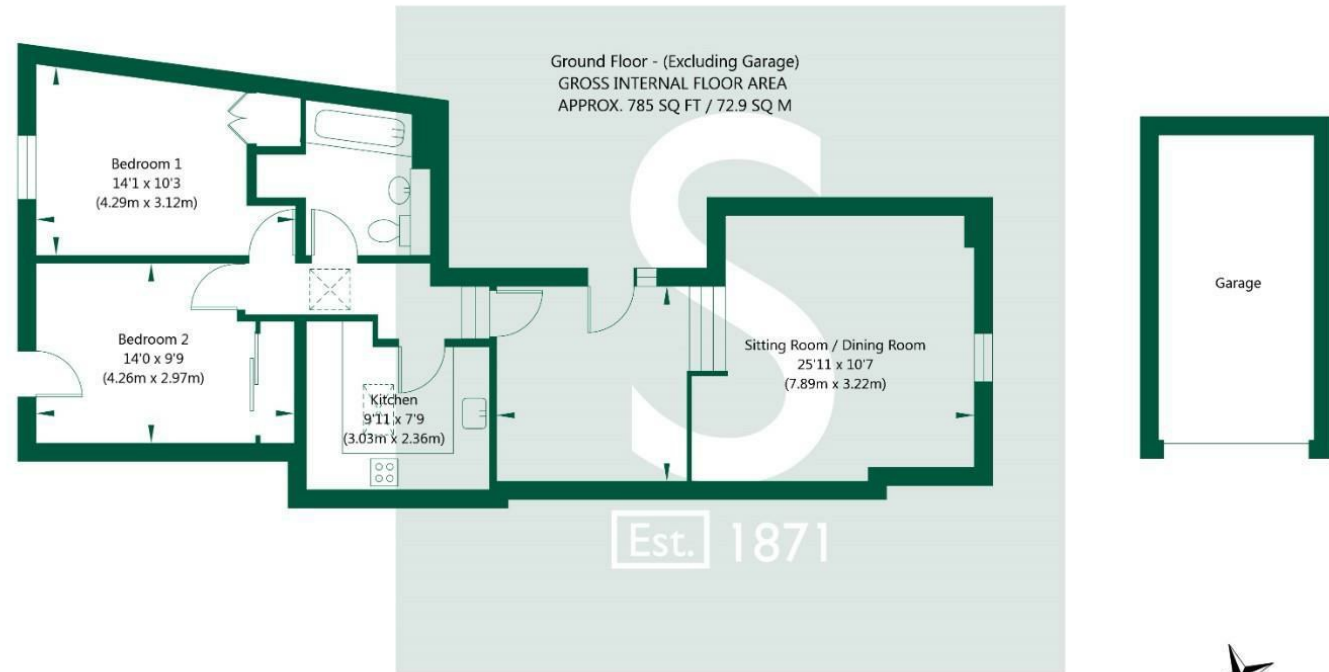 Ground Floor - (Excluding Garage)
GROSS INTERNAL FLOOR AREA
APPROX. 785 SQ FT / 72.9 SQ M
Bedroom 1
14'1 x 10'3
(4.29m x 3.12m)
Bedroom 2
14'0 x 9'9
(4.26m x 2.97m)
Kitchen
9'11 x 7'9
(3.03m x 2.36m)
Sitting Room / Dining Room
25'11 x 10'7
(7.89m x 3.22m)
Garage
S
Est. 1871